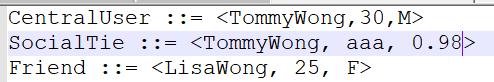 CentralUser ::= <TommyWong,30,M>
SocialTie ::= <TommyWong, aaa, 0.98>
Friend ::= <LisaWong, 25, F>